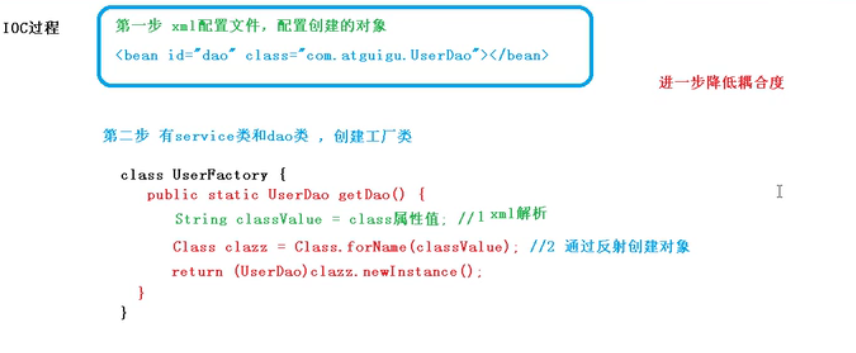 IOC过程
第一步 xml配置文件，配置创建的对象
<bean id="dao" class="com.atguigu.UserDao"></bean>
进一步降低耦合度
第二步 有service类和dao类 ，创建工厂类
class UserFactory {
public static UserDao getDao() {
String classValue = class属性值; //1 xml解析
Class clazz = Class.forName(classValue); //2 通过反射创建对象
return (UserDao)clazz.newInstance();
}
}